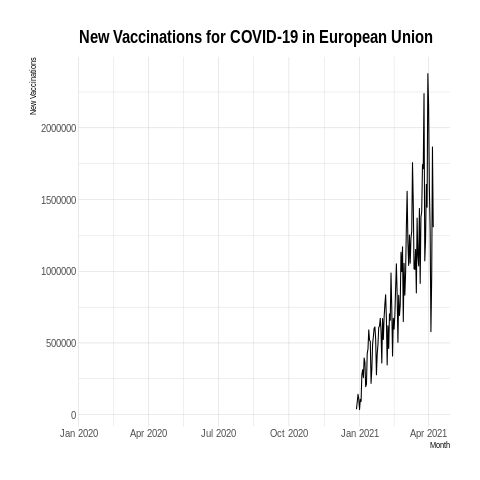 New Vaccinations for COVID-19 in European Union
New Vaccinations
2000000
1500000
1000000
500000
0
Jan 2020 Apr 2020 Jul 2020 Oct 2020 Jan 2021 Apr 2021
Month